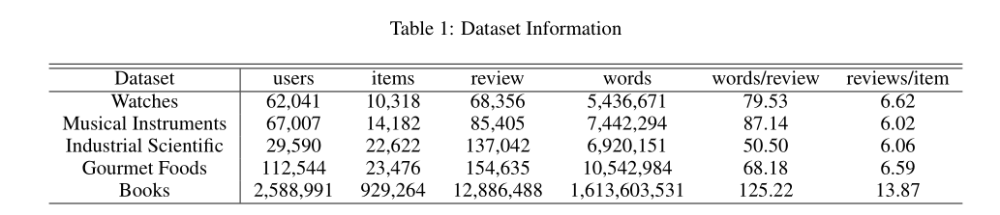 Table 1: Dataset Information
Dataset users items review words words/review reviews/item
Watches 62,041 10,318 68,356 5,436,671 79.53 6.62
Musical Instruments 67,007 14,182 85,405 7,442,294 87.14 6.02
Industrial Scientific 29,590 22,622 137,042 6,920,151 50.50 6.06
Gourmet Foods 112,544 23,476 154,635 10,542,984 68.18 6.59
Books 2,588,991 929,264 12,886,488 1,613,603,531 125.22 13.87